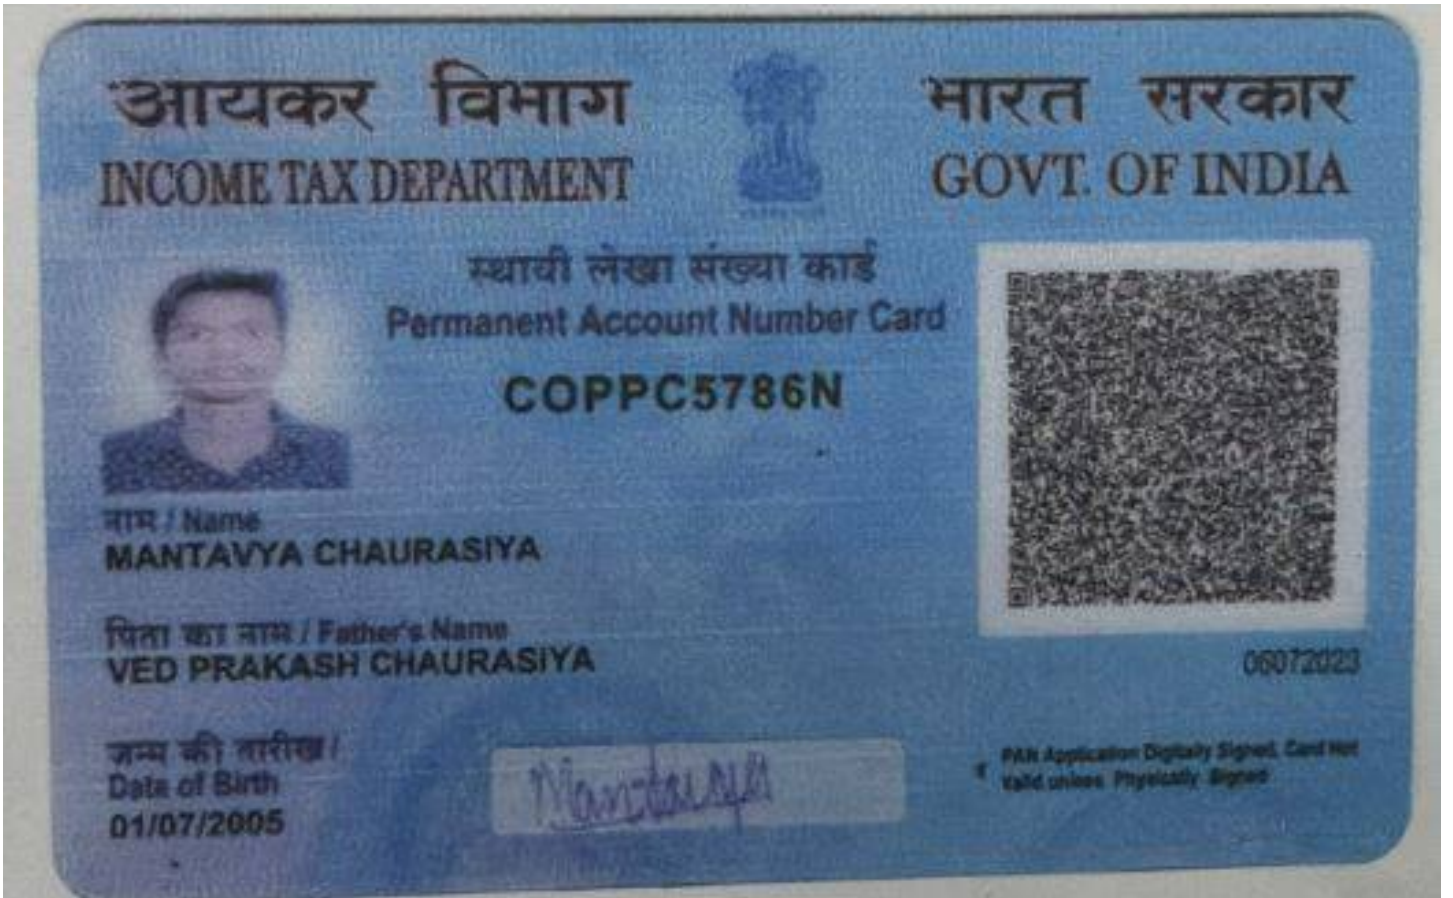 आयकर विभाग
INCOME TAX DEPARTMENT
भारत सरकार
GOVT. OF INDIA
स्थायी लेखा संख्या कार्ड
Permanent Account Number Card
COPPC5786N
नाम / Name
MANTAVYA CHAURASIYA
पिता का नाम / Father's Name
VED PRAKASH CHAURASIYA
06072023
जन्म की तारीख /
Date of Birth
01/07/2005
Mantavya
PAN Application Digitally Signed, Card Not
Valid unless Physically Signed